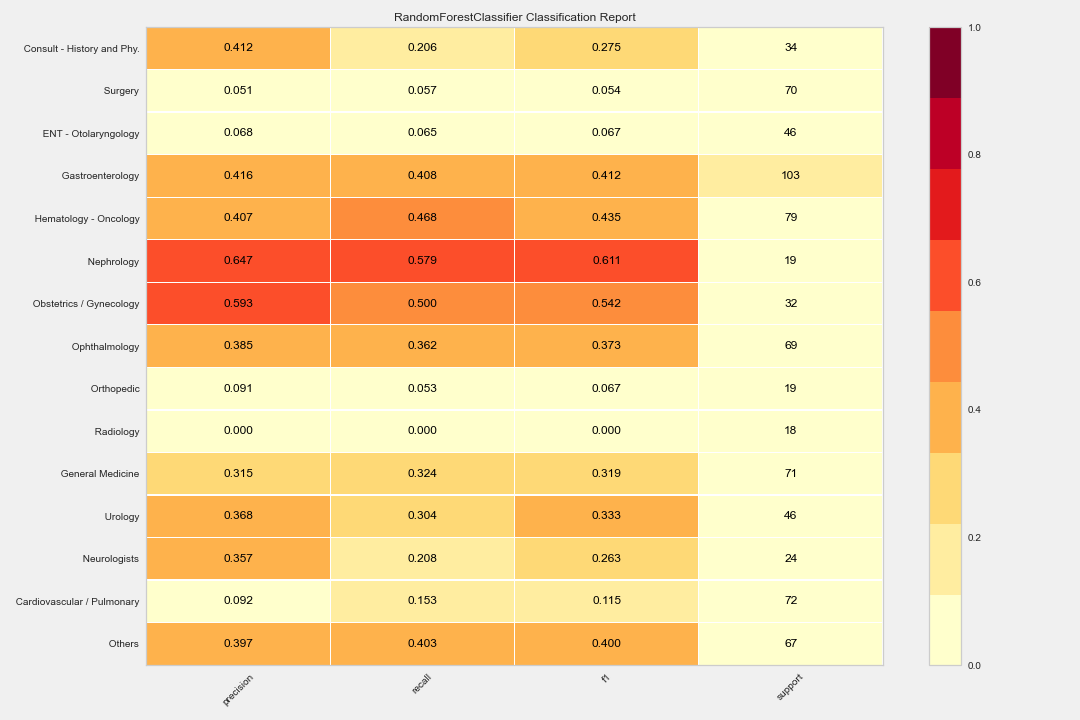 RandomForestClassifier Classification Report
Consult - History and Phy. 0.412 0.206 0.275 34
Surgery 0.051 0.057 0.054 70
ENT - Otolaryngology 0.068 0.065 0.067 46
Gastroenterology 0.416 0.408 0.412 103
Hematology - Oncology 0.407 0.468 0.435 79
Nephrology 0.647 0.579 0.611 19
Obstetrics / Gynecology 0.593 0.500 0.542 32
Ophthalmology 0.385 0.362 0.373 69
Orthopedic 0.091 0.053 0.067 19
Radiology 0.000 0.000 0.000 18
General Medicine 0.315 0.324 0.319 71
Urology 0.368 0.304 0.333 46
Neurologists 0.357 0.208 0.263 24
Cardiovascular / Pulmonary 0.092 0.153 0.115 72
Others 0.397 0.403 0.400 67
precision recall f1 support
1.0
0.8
0.6
0.4
0.2
0.0